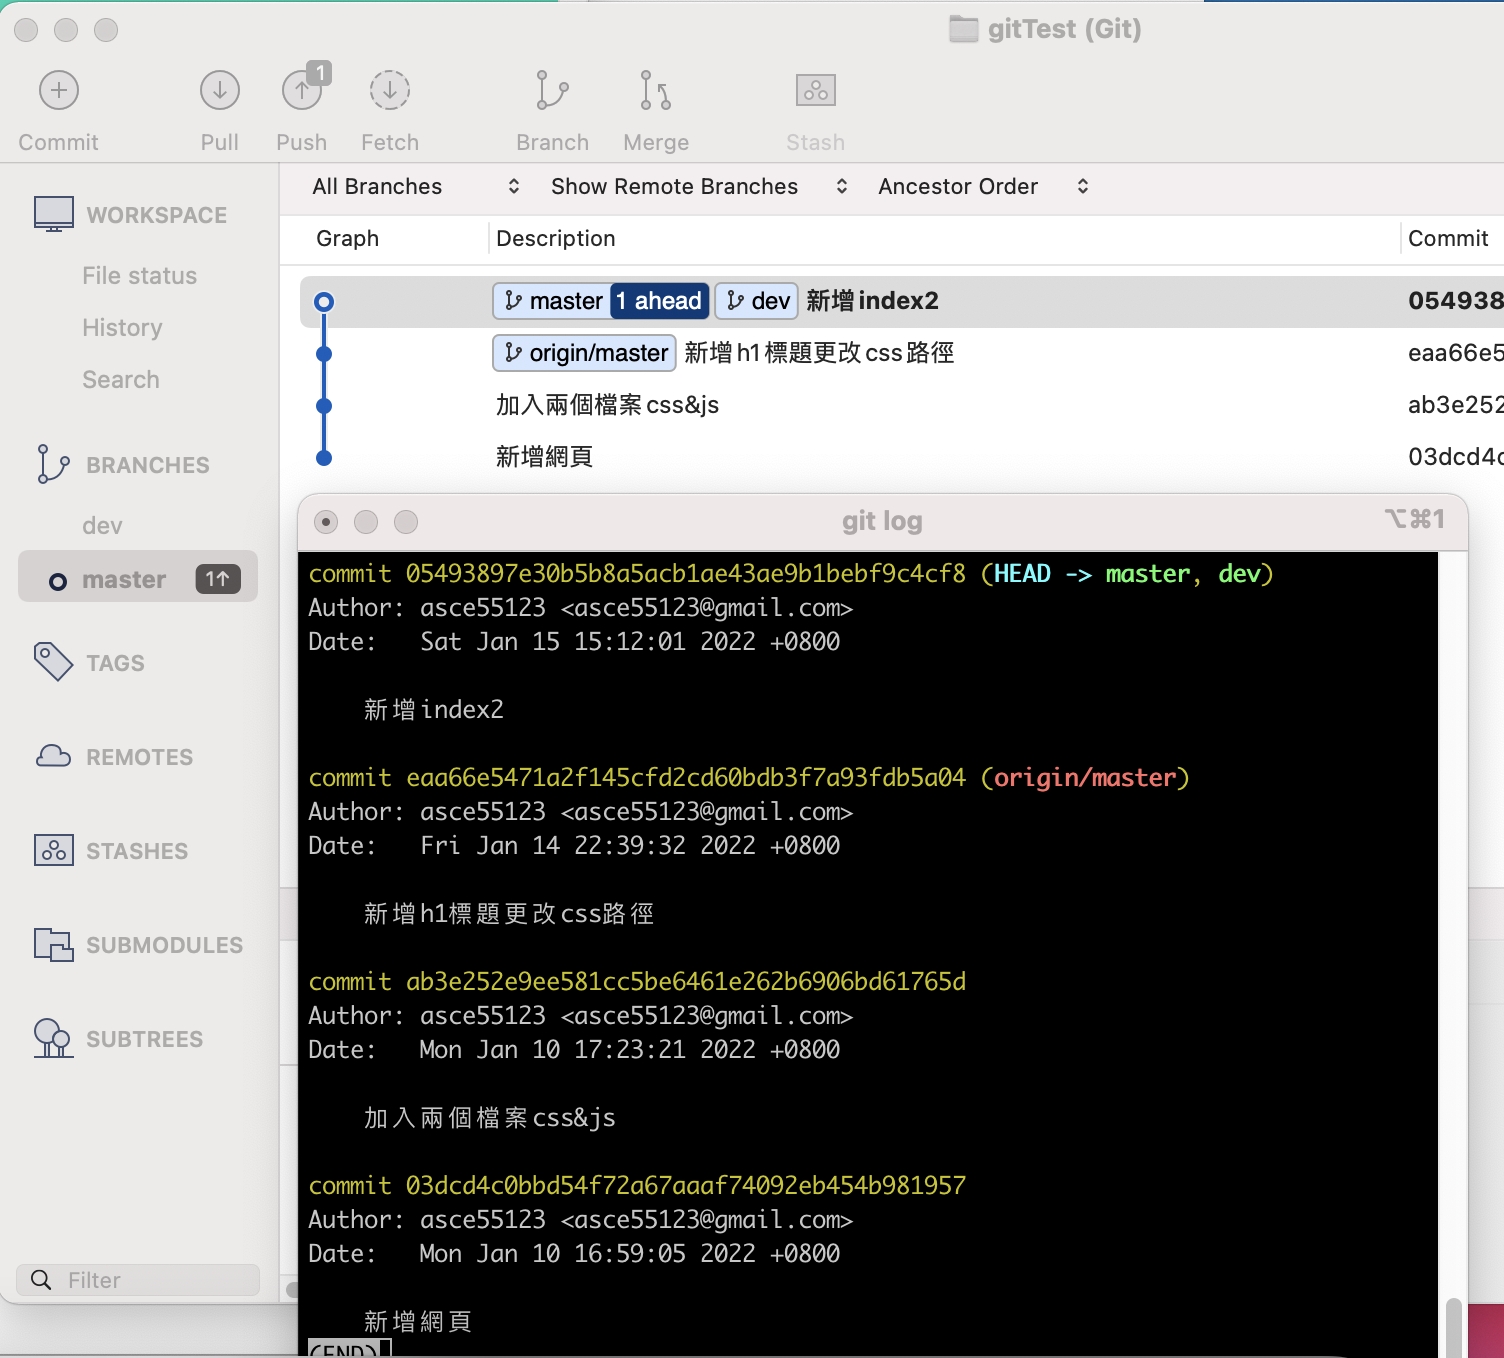 gitTest (Git)
1
Commit
Pull
Push
Fetch
Branch
Merge
Stash
All Branches
Show Remote Branches
Ancestor Order
WORKSPACE
File status
History
Search
BRANCHES
dev
master 1↑
TAGS
REMOTES
STASHES
SUBMODULES
SUBTREES
Filter
Graph Description Commit
master 1 ahead dev 新增index2 054938
origin/master 新增h1標題更改css路徑 eaa66e5
加入兩個檔案css&js ab3e252
新增網頁 03dcd4c
git log ⌥⌘1
commit 05493897e30b5b8a5acb1ae43ae9b1bebf9c4cf8 (HEAD -> master, dev)
Author: asce55123 <asce55123@gmail.com>
Date: Sat Jan 15 15:12:01 2022 +0800
新增index2
commit eaa66e5471a2f145cfd2cd60bdb3f7a93fdb5a04 (origin/master)
Author: asce55123 <asce55123@gmail.com>
Date: Fri Jan 14 22:39:32 2022 +0800
新增h1標題更改css路徑
commit ab3e252e9ee581cc5be6461e262b6906bd61765d
Author: asce55123 <asce55123@gmail.com>
Date: Mon Jan 10 17:23:21 2022 +0800
加入兩個檔案css&js
commit 03dcd4c0bbd54f72a67aaaf74092eb454b981957
Author: asce55123 <asce55123@gmail.com>
Date: Mon Jan 10 16:59:05 2022 +0800
新增網頁
(END)